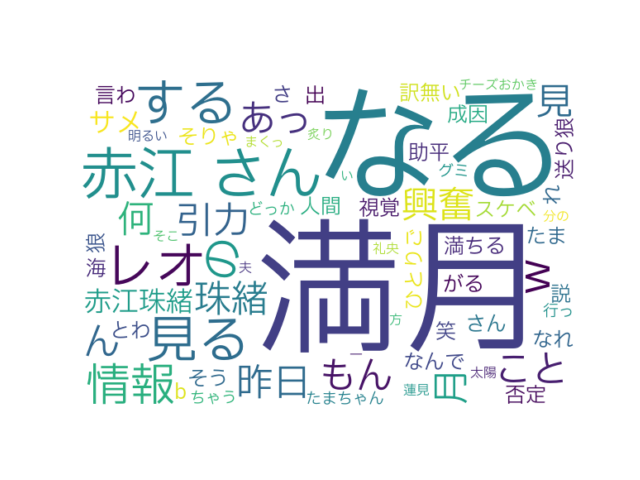 言わ
する
さ
出
なる
訳無い
チーズおかき
見
サメ
明るい
そりゃ
まくっ
あっ
炙り
成因
送り狼
赤江
さん
助平
グミ
れ
い
何
引力
どっか
人間
視覚
興奮
スケベ
分の
そこ
海
狼
レオ
の
満月
礼央
満ちる
たま
w
夫
がる
説
赤江珠緒
珠緒
方
笑
さん
行っ
ん
とわ
見る
なんで
なれ
ー
情報
そう
昨日
もん
月
太陽
こと
b
ちゃう
たまちゃん
蓮見
否定